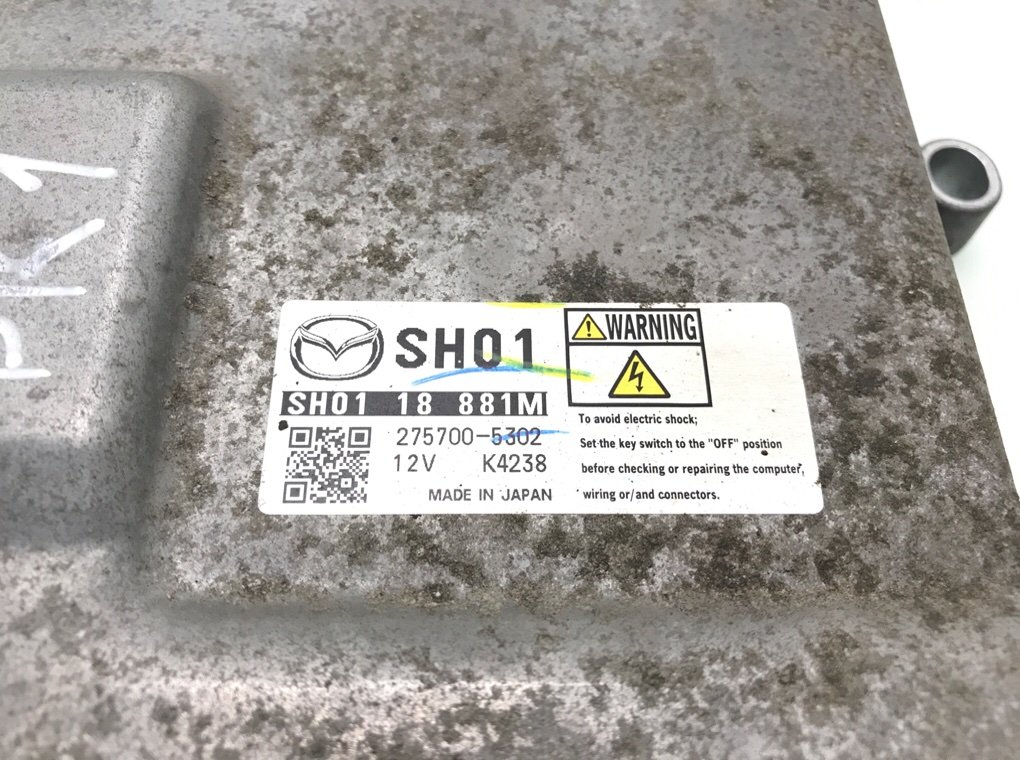 SH01
SH01 18 881M
275700-5302
12V K4238
MADE IN JAPAN
WARNING
To avoid electric shock;
Set the key switch to the "OFF" position
before checking or repairing the computer,
wiring or/and connectors.